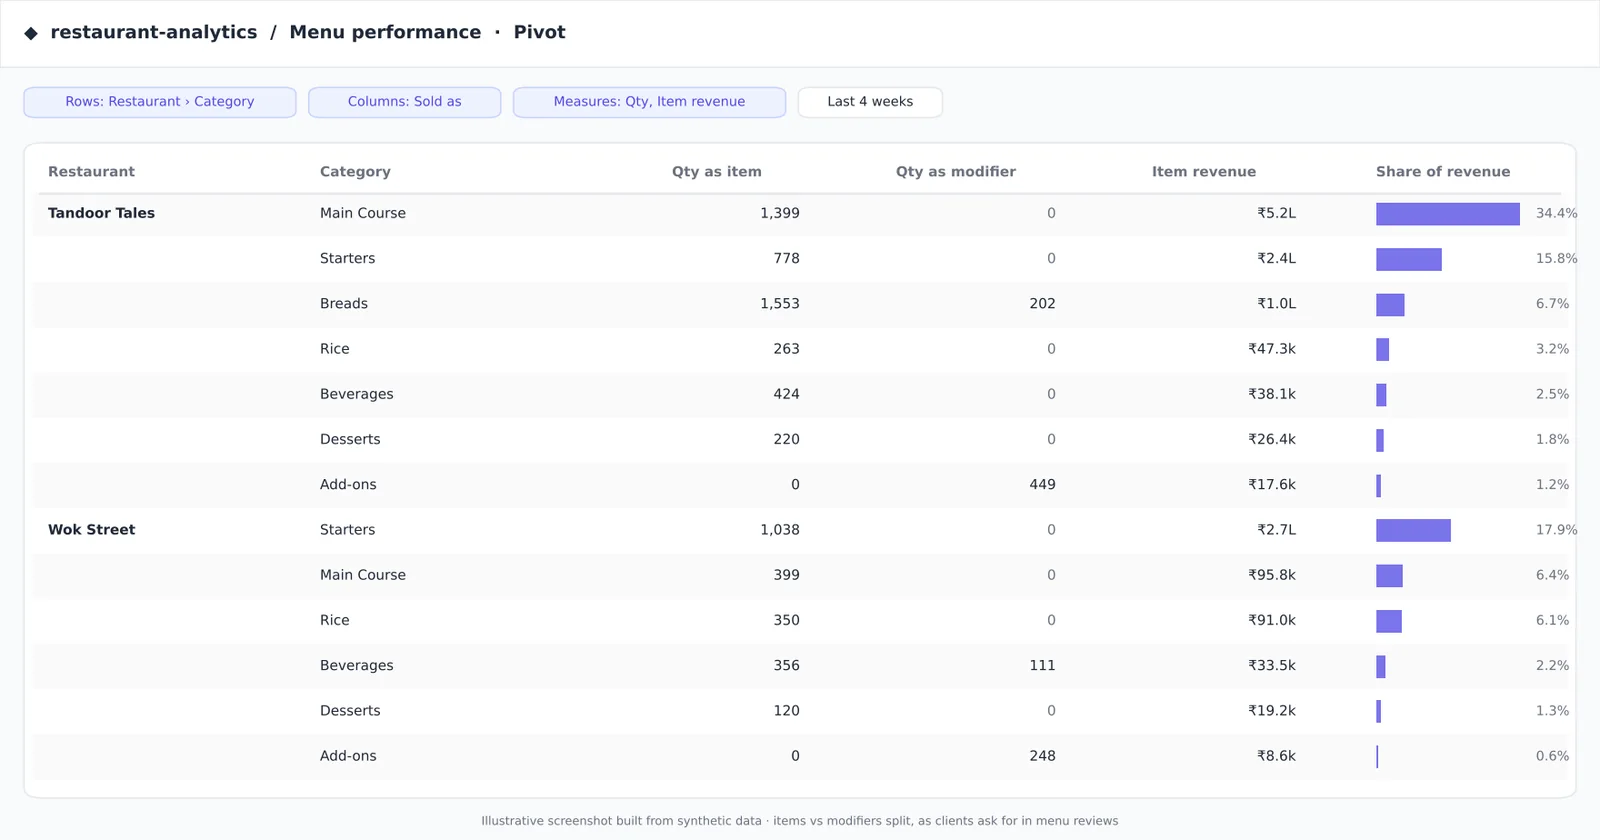 ◆ restaurant-analytics / Menu performance · Pivot
Rows: Restaurant › Category Columns: Sold as Measures: Qty, Item revenue Last 4 weeks
Restaurant Category Qty as item Qty as modifier Item revenue Share of revenue
Tandoor Tales Main Course 1,399 0 ₹5.2L 34.4%
Starters 778 0 ₹2.4L 15.8%
Breads 1,553 202 ₹1.0L 6.7%
Rice 263 0 ₹47.3k 3.2%
Beverages 424 0 ₹38.1k 2.5%
Desserts 220 0 ₹26.4k 1.8%
Add-ons 0 449 ₹17.6k 1.2%
Wok Street Starters 1,038 0 ₹2.7L 17.9%
Main Course 399 0 ₹95.8k 6.4%
Rice 350 0 ₹91.0k 6.1%
Beverages 356 111 ₹33.5k 2.2%
Desserts 120 0 ₹19.2k 1.3%
Add-ons 0 248 ₹8.6k 0.6%
Illustrative screenshot built from synthetic data · items vs modifiers split, as clients ask for in menu reviews